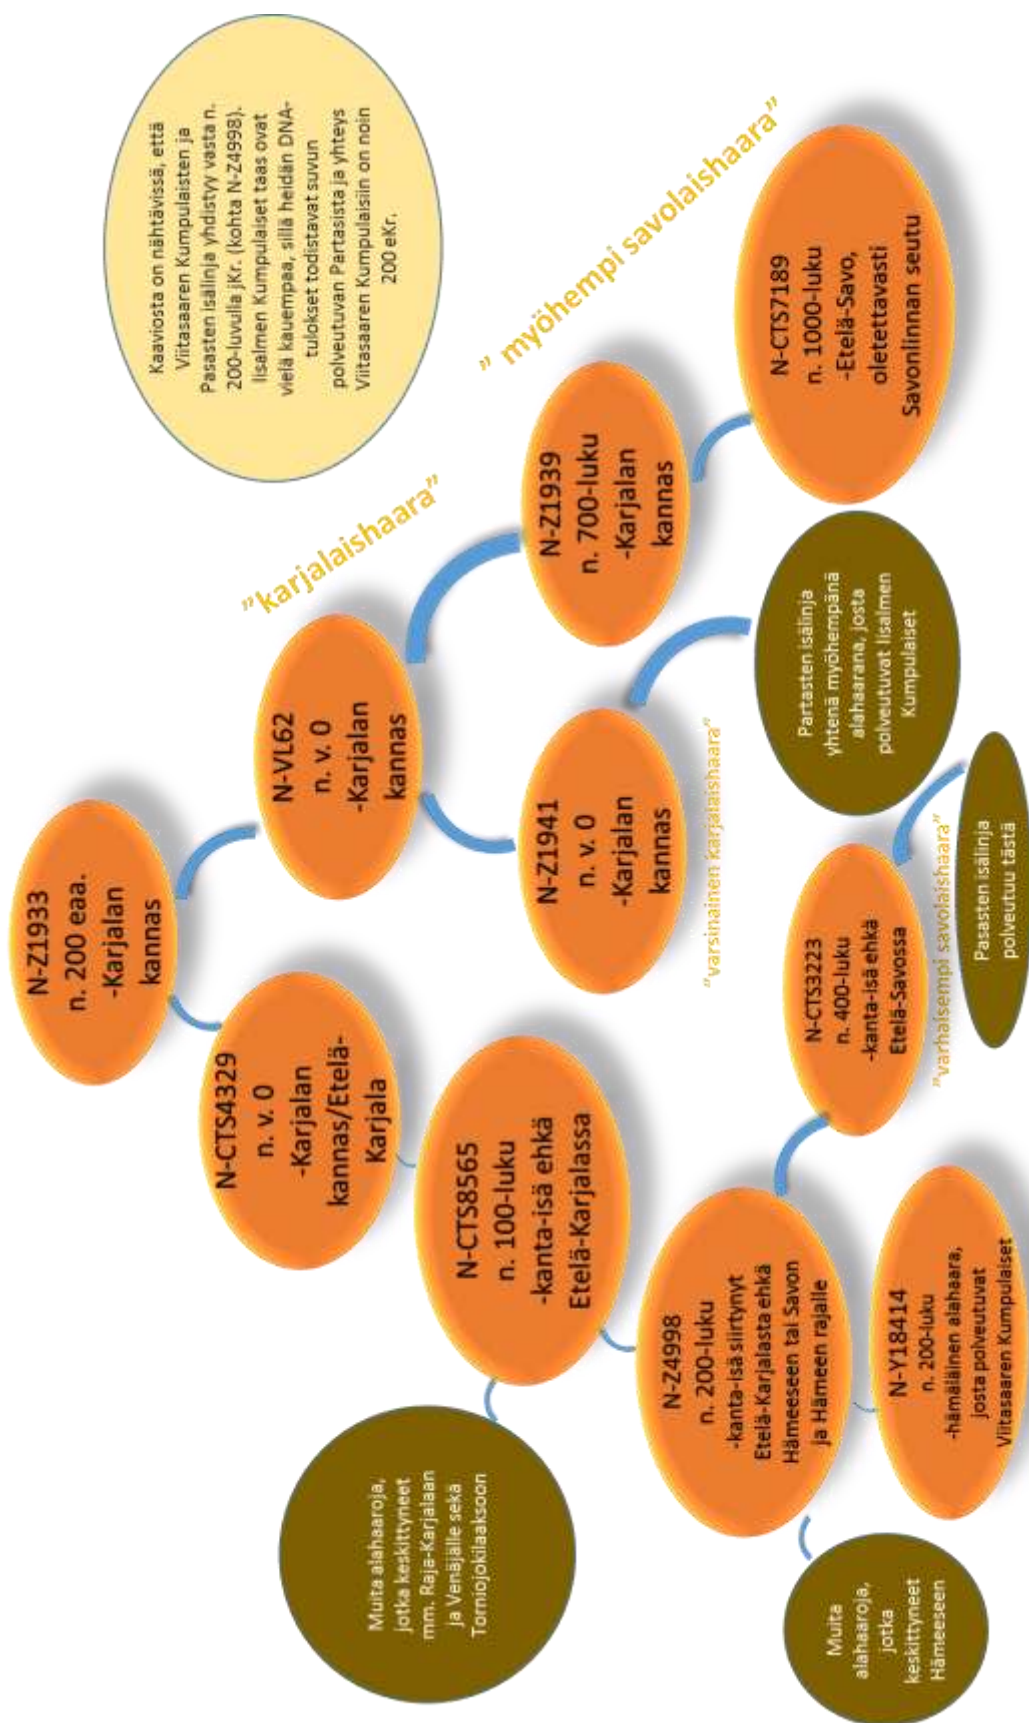 N-Z1933
n. 200 eaa.
-Karjalan
kannas
Kaaviosta on nähtävissä, että
Viitasaaren Kumpulaisten ja
Pasasten isälinja yhdistyy vasta n.
200-luvulla jKr. (kohta N-Z4998).
Iisalmen Kumpulaiset taas ovat
vielä kauempaa, sillä heidän DNA-
tulokset todistavat suvun
polveutuvan Partasista ja yhteys
Viitasaaren Kumpulaisiin on noin
200 eKr.
N-CTS4329
n. v. 0
-Karjalan
kannas/Etelä-
Karjala
N-VL62
n. v. 0
-Karjalan
kannas
"karjalaishaara"
Muita alahaaroja,
jotka keskittyneet
mm. Raja-Karjalaan
ja Venäjälle sekä
Torniojokilaaksoon
N-CTS8565
n. 100-luku
-kanta-isä ehkä
Etelä-Karjalassa
N-Z1941
n. v. 0
-Karjalan
kannas
"varsinainen karjalaishaara"
N-Z1939
n. 700-luku
-Karjalan
kannas
" myöhempi savolaishaara"
N-Z4998
n. 200-luku
-kanta-isä siirtynyt
Etelä-Karjalasta ehkä
Hämeeseen tai Savon
ja Hämeen rajalle
N-CTS3223
n. 400-luku
-kanta-isä ehkä
Etelä-Savossa
"varhaisempi savolaishaara"
Partasten isälinja
yhtenä myöhempänä
alahaarana, josta
polveutuvat Iisalmen
Kumpulaiset
N-CTS7189
n. 1000-luku
-Etelä-Savo,
oletettavasti
Savonlinnan seutu
Muita
alahaaroja,
jotka
keskittyneet
Hämeeseen
N-Y18414
n. 200-luku
-hämäläinen alahaara,
josta polveutuvat
Viitasaaren Kumpulaiset
Pasasten isälinja
polveutuu tästä